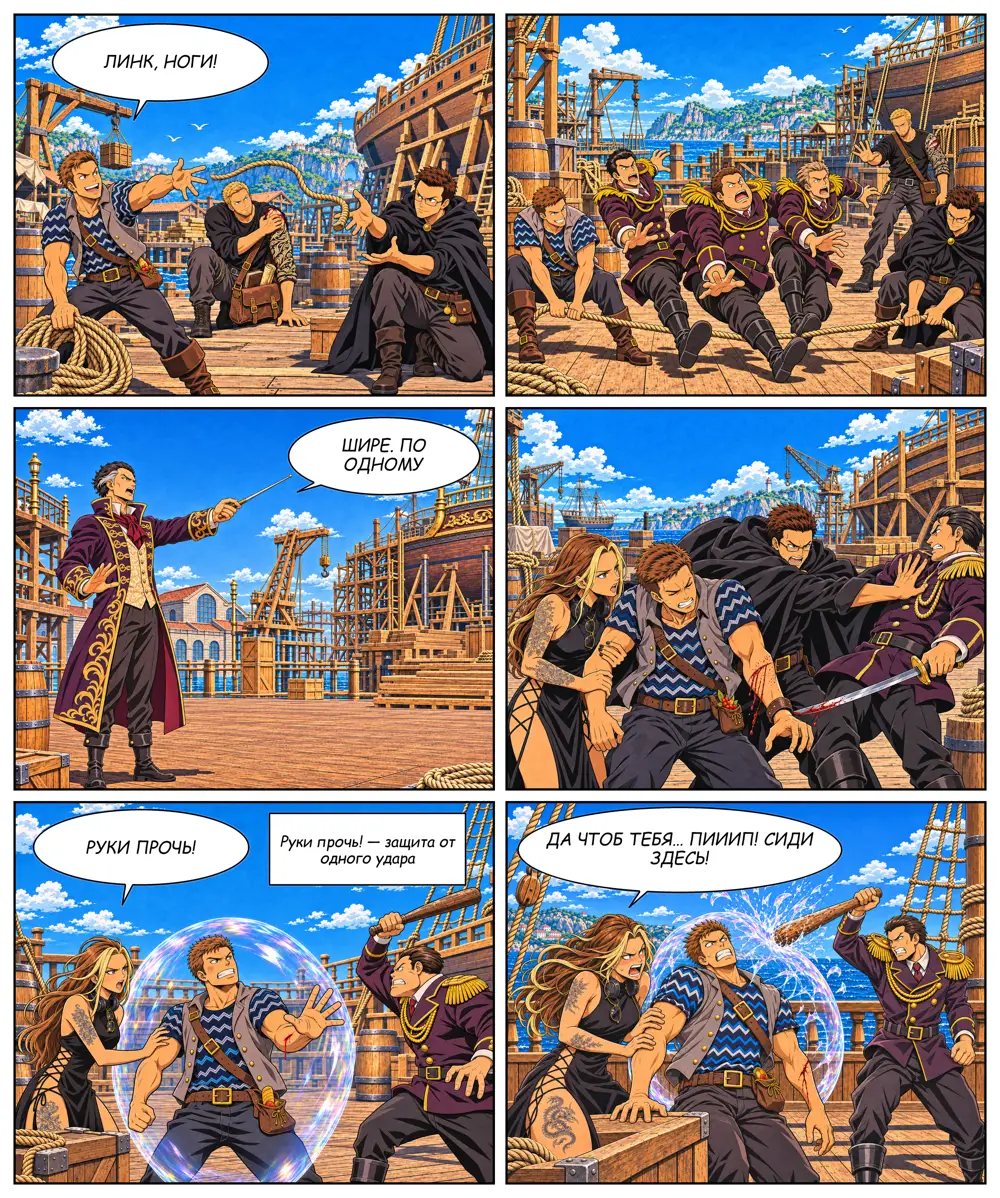 ЛИНК, НОГИ!
ШИРЕ. ПО
ОДНОМУ
РУКИ ПРОЧЬ!
Руки прочь! — защита от
одного удара
ДА ЧТОБ ТЕБЯ... ПИИИП! СИДИ
ЗДЕСЬ!